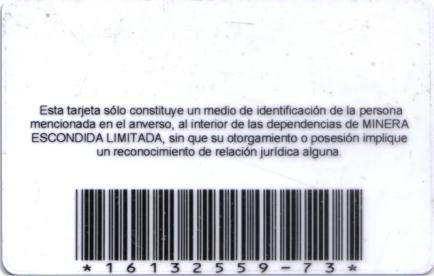 Esta tarjeta sólo constituye un medio de identificación de la persona
mencionada en el anverso, al interior de las dependencias de MINERA
ESCONDIDA LIMITADA, sin que su otorgamiento o posesión implique
un reconocimiento de relación jurídica alguna.
*16132559-73*